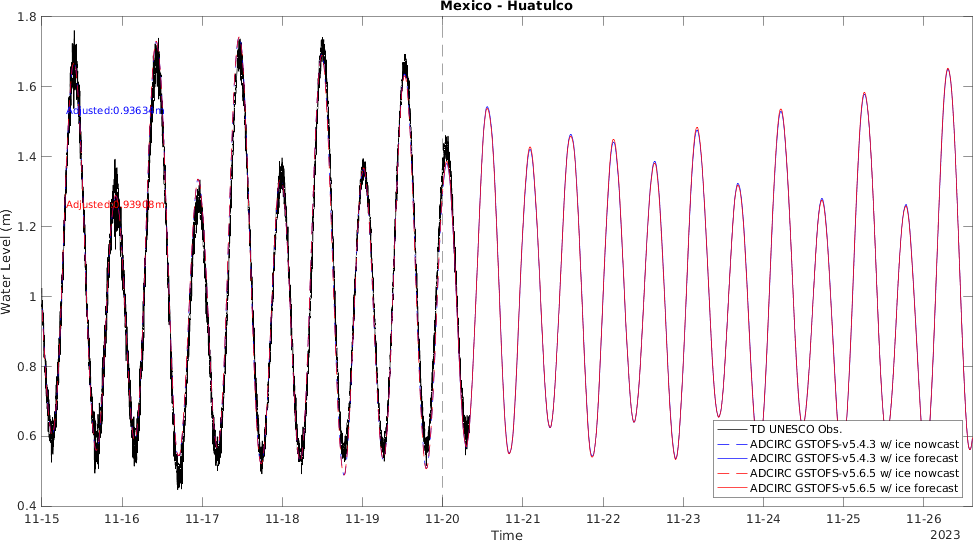 Mexico - Huatulco
1.8
1.6
1.4
1.2
1
0.8
0.6
0.4
Water Level (m)
Adjusted:0.93634m
Adjusted:0.93908m
TD UNESCO Obs.
ADCIRC GSTOFS-v5.4.3 w/ ice nowcast
ADCIRC GSTOFS-v5.4.3 w/ ice forecast
ADCIRC GSTOFS-v5.6.5 w/ ice nowcast
ADCIRC GSTOFS-v5.6.5 w/ ice forecast
11-15 11-16 11-17 11-18 11-19 11-20 11-21 11-22 11-23 11-24 11-25 11-26
Time
2023